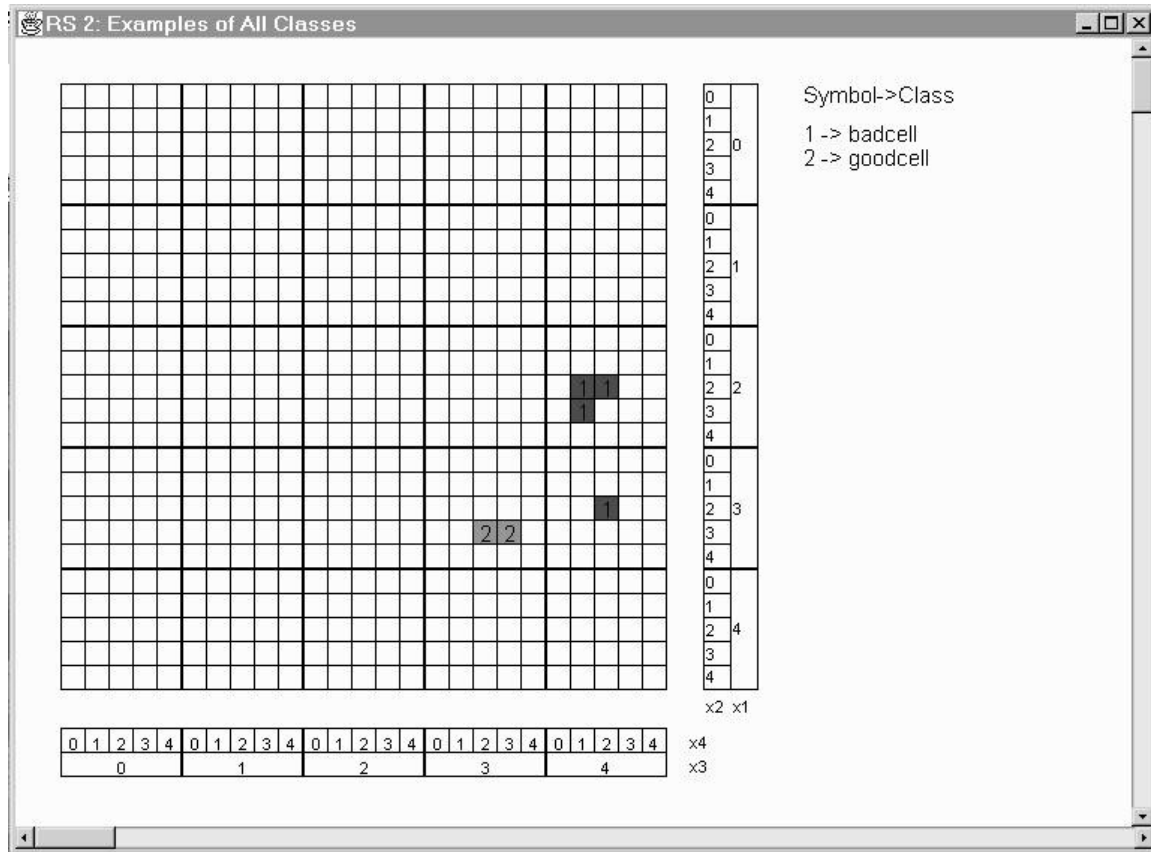 RS 2: Examples of All Classes
Symbol->Class
1 -> badcell
2 -> goodcell
0
1
2 0
3
4
0
1
2 1
3
4
0
1
1 1 2 2
1 3
4
0
1
1 2 3
2 2 3
4
0
1
2 4
3
4
x2 x1
0 1 2 3 4 0 1 2 3 4 0 1 2 3 4 0 1 2 3 4 0 1 2 3 4 x4
0 1 2 3 4 x3